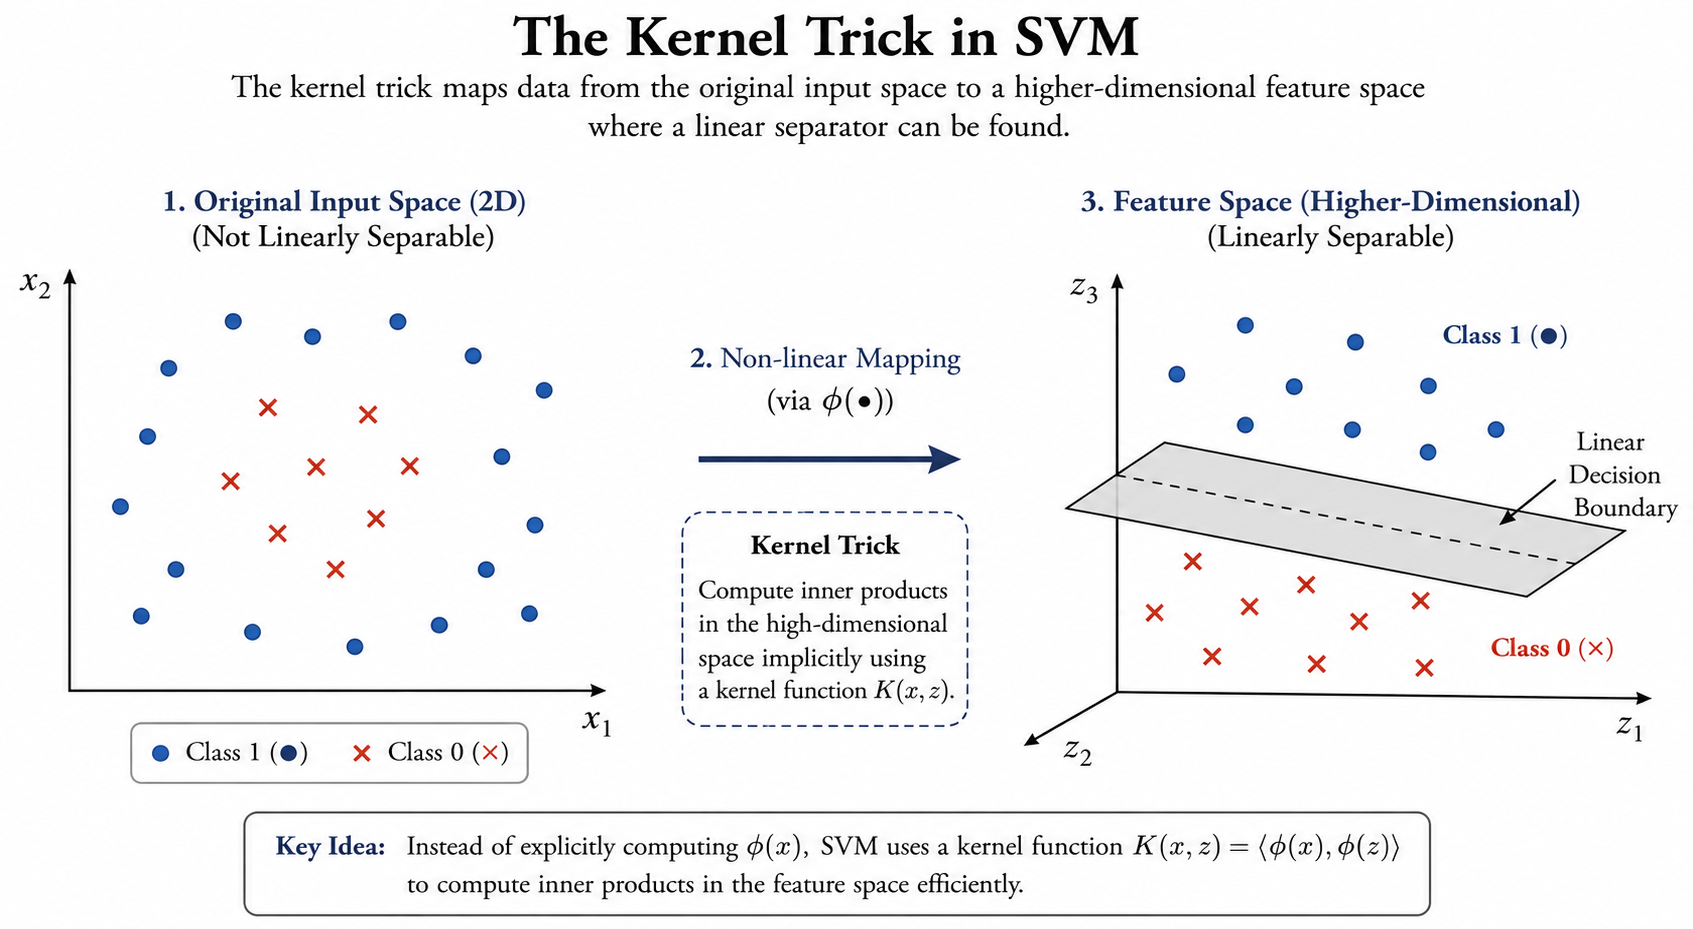 The Kernel Trick in SVM
The kernel trick maps data from the original input space to a higher-dimensional feature space
where a linear separator can be found.
1. Original Input Space (2D)
(Not Linearly Separable)
x₂
x₁
Class 1 (●)
Class 0 (×)
2. Non-linear Mapping
(via ϕ(•))
Kernel Trick
Compute inner products
in the high-dimensional
space implicitly using
a kernel function K(x, z).
3. Feature Space (Higher-Dimensional)
(Linearly Separable)
z₃
Class 1 (●)
Linear
Decision
Boundary
Class 0 (×)
z₁
z₂
Key Idea: Instead of explicitly computing ϕ(x), SVM uses a kernel function K(x, z) = ⟨ϕ(x), ϕ(z)⟩
to compute inner products in the feature space efficiently.